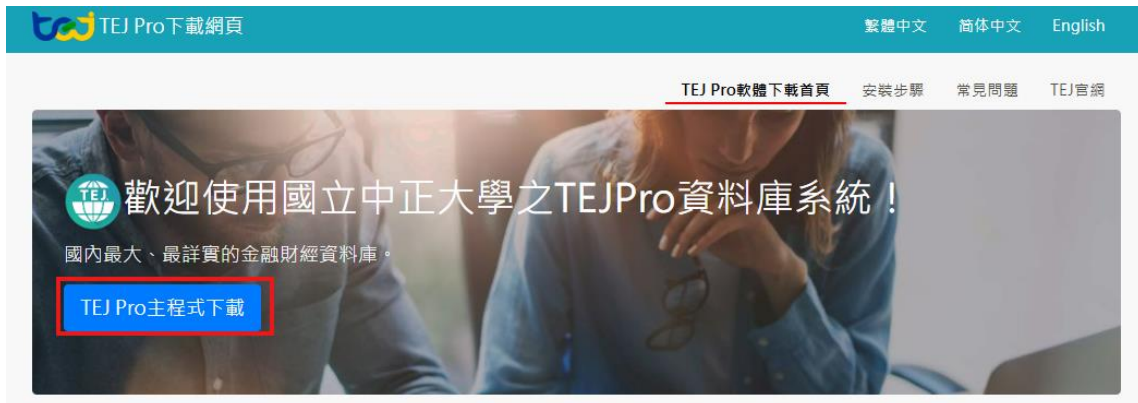 tej TEJ Pro下載網頁
繁體中文 简体中文 English
TEJ Pro軟體下載首頁 安裝步驟 常見問題 TEJ官網
TEJ 歡迎使用國立中正大學之TEJPro資料庫系統！
國內最大、最詳實的金融財經資料庫。
TEJ Pro主程式下載